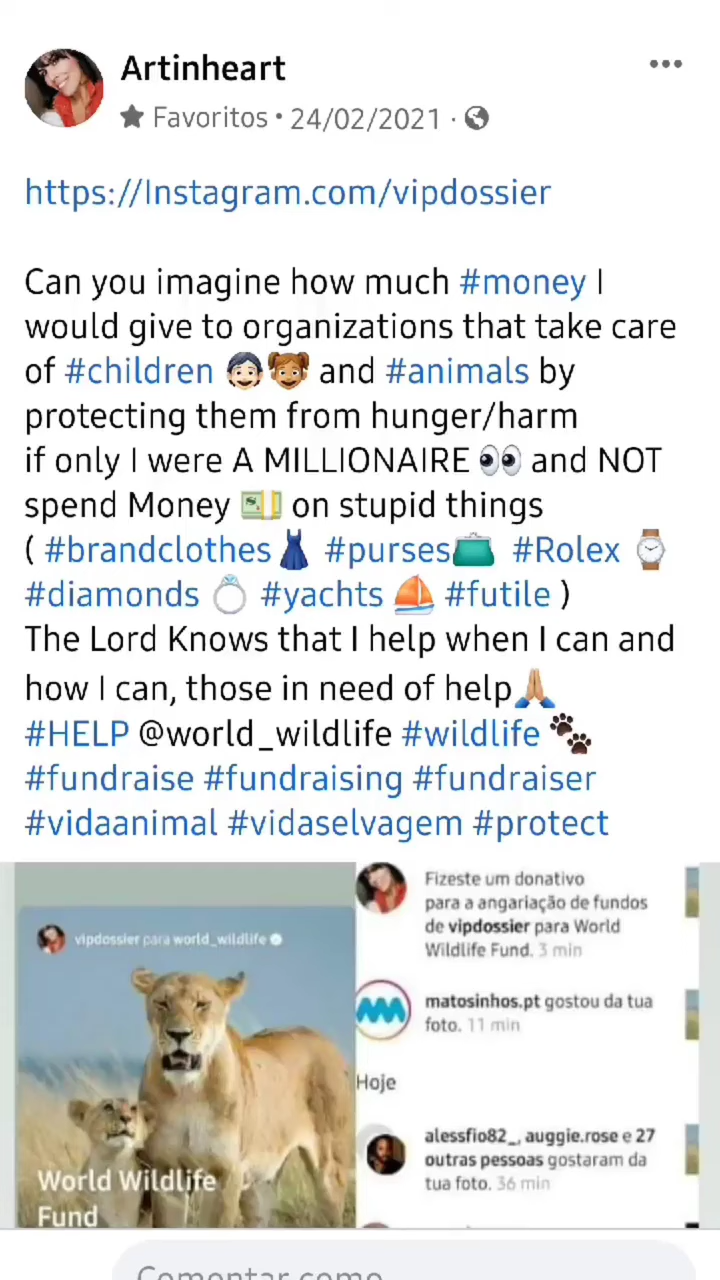 Artinheart
Favoritos • 24/02/2021 ·
https://Instagram.com/vipdossier
Can you imagine how much #money I
would give to organizations that take care
of #children 👧🏻👧🏽 and #animals by
protecting them from hunger/harm
if only I were A MILLIONAIRE 👀 and NOT
spend Money 💵 on stupid things
( #brandclothes 👗 #purses👛 #Rolex ⌚
#diamonds 💍 #yachts ⛵ #futile )
The Lord Knows that I help when I can and
how I can, those in need of help🙏🏼
#HELP @world_wildlife #wildlife 🐾
#fundraise #fundraising #fundraiser
#vidaanimal #vidaselvagem #protect
vipdossier para world_wildlife
World Wildlife
Fund
Fizeste um donativo
para a angariação de fundos
de vipdossier para World
Wildlife Fund. 3 min
matosinhos.pt gostou da tua
foto. 11 min
Hoje
alessfio82_, auggie.rose e 27
outras pessoas gostaram da
tua foto. 36 min
Comentar como